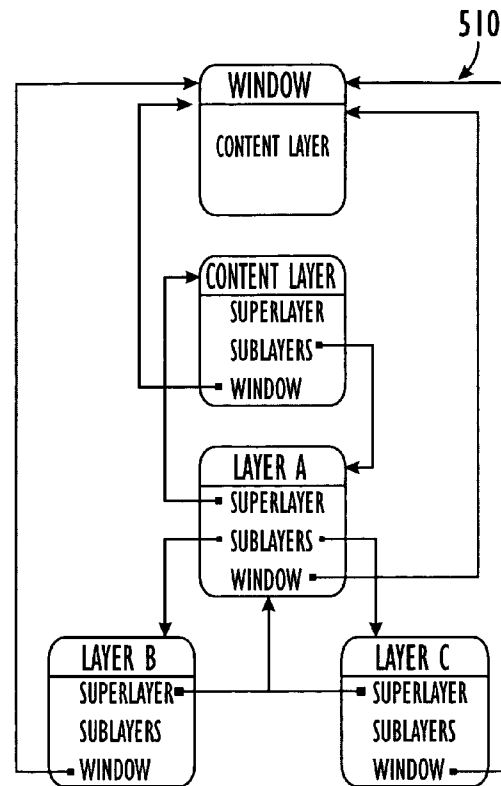 510
WINDOW
CONTENT LAYER
CONTENT LAYER
SUPERLAYER
SUBLAYERS
WINDOW
LAYER A
SUPERLAYER
SUBLAYERS
WINDOW
LAYER B
SUPERLAYER
SUBLAYERS
WINDOW
LAYER C
SUPERLAYER
SUBLAYERS
WINDOW